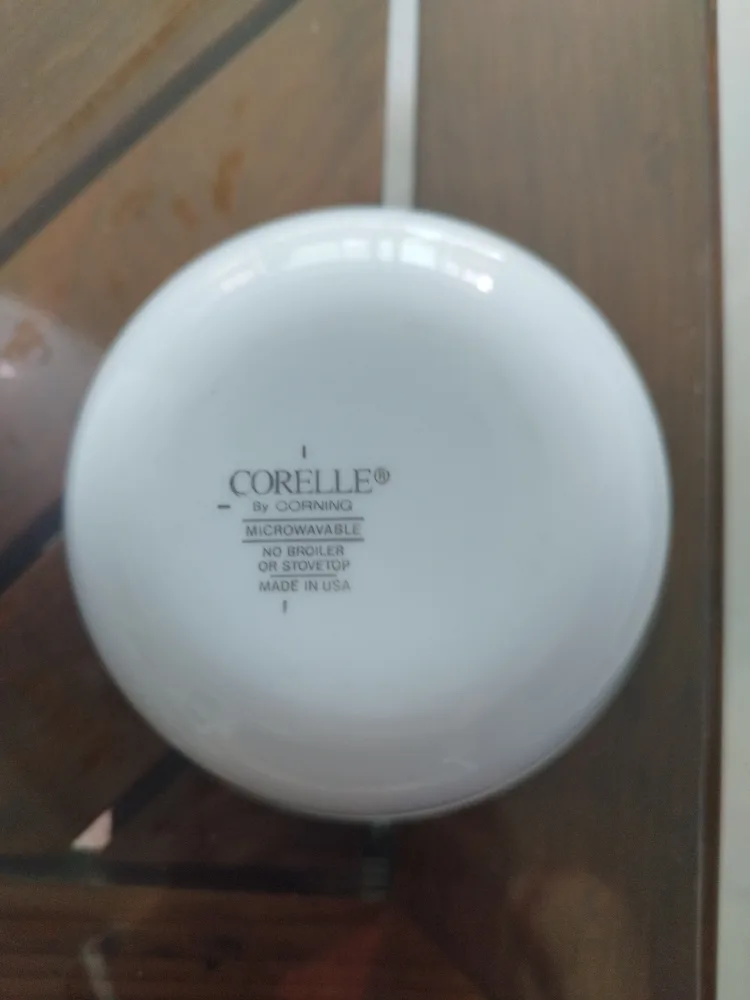 CORELLE®
By CORNING
MICROWAVABLE
NO BROILER
OR STOVETOP
MADE IN USA